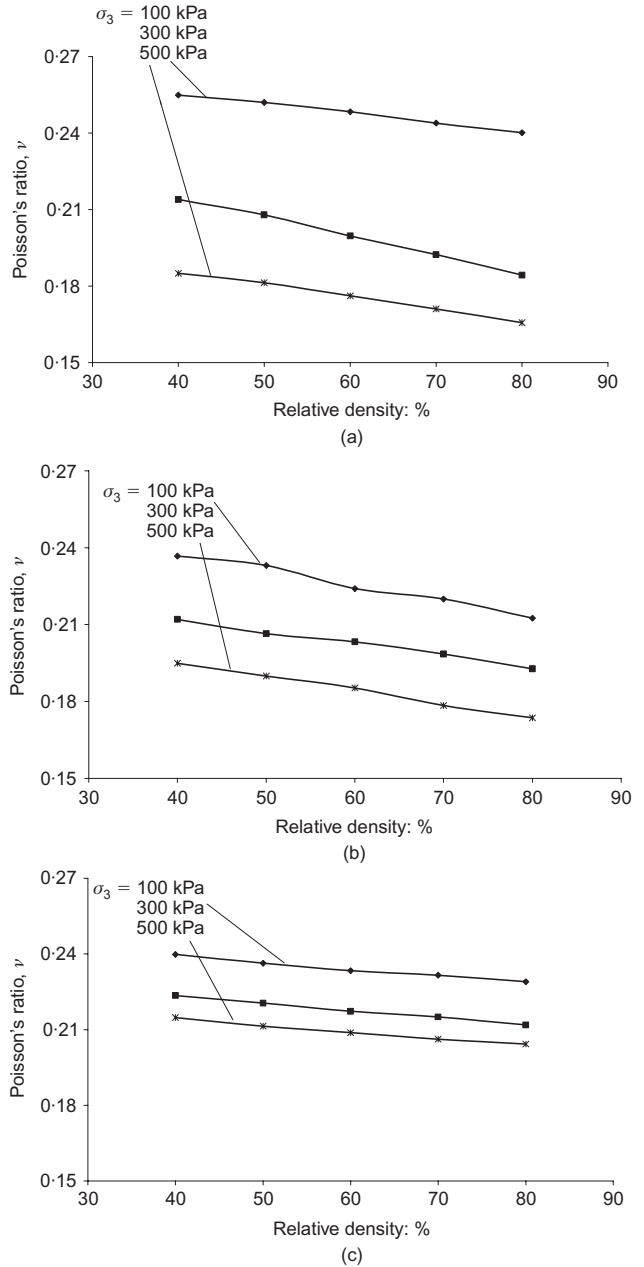 σ3 = 100 kPa
300 kPa
500 kPa
0·27
0·24
0·21
0·18
0·15
Poisson's ratio, ν
30 40 50 60 70 80 90
Relative density: %
(a)
0·27
σ3 = 100 kPa
300 kPa
500 kPa
0·24
0·21
0·18
0·15
Poisson's ratio, ν
30 40 50 60 70 80 90
Relative density: %
(b)
0·27
σ3 = 100 kPa
300 kPa
500 kPa
0·24
0·21
0·18
0·15
Poisson's ratio, ν
30 40 50 60 70 80 90
Relative density: %
(c)